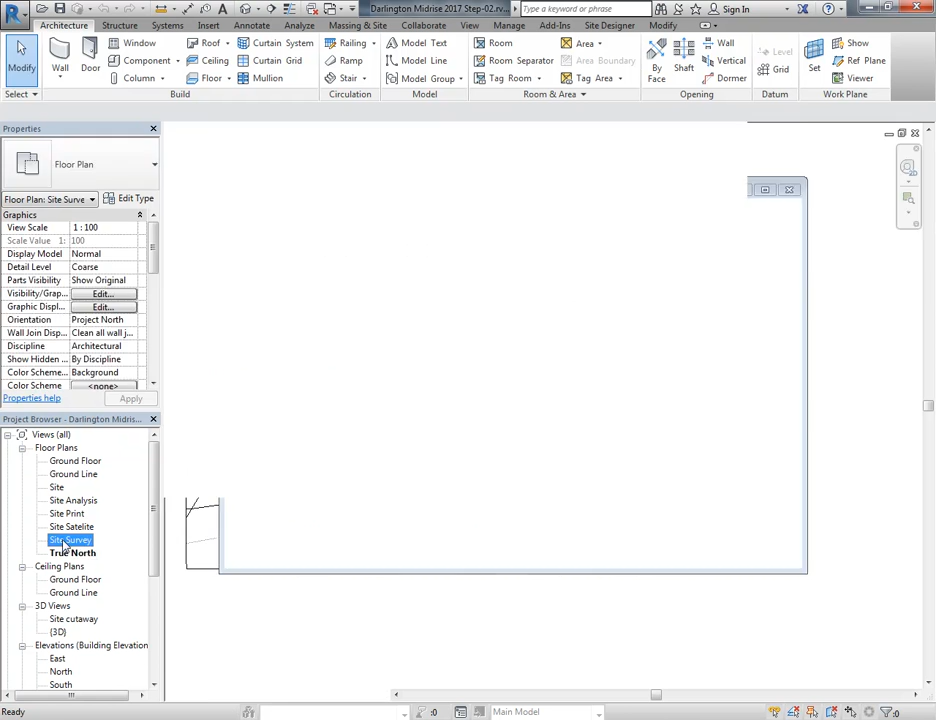 Darlington Midrise 2017 Step-02.rv...
Type a keyword or phrase
Sign In
Architecture Structure Systems Insert Annotate Analyze Massing & Site Collaborate View Manage Add-Ins Site Designer Modify
Modify Wall Door Window Component Column Roof Ceiling Floor Curtain System Curtain Grid Mullion Railing Ramp Stair Model Text Model Line Model Group Room Room Separator Tag Room Area Area Boundary Tag Area By Face Shaft Wall Vertical Dormer Level Grid Set Show Ref Plane Viewer
Select Build Circulation Model Room & Area Opening Datum Work Plane
Properties
Floor Plan
Floor Plan: Site Surve Edit Type
Graphics
View Scale 1 : 100
Scale Value 1: 100
Display Model Normal
Detail Level Coarse
Parts Visibility Show Original
Visibility/Grap... Edit...
Graphic Displ... Edit...
Orientation Project North
Wall Join Disp... Clean all wall j...
Discipline Architectural
Show Hidden ... By Discipline
Color Scheme... Background
Color Scheme <none>
Properties help Apply
Project Browser - Darlington Midris...
Views (all)
Floor Plans
Ground Floor
Ground Line
Site
Site Analysis
Site Print
Site Satelite
Site Survey
True North
Ceiling Plans
Ground Floor
Ground Line
3D Views
Site cutaway
{3D}
Elevations (Building Elevation
East
North
South
Ready :0 Main Model :0